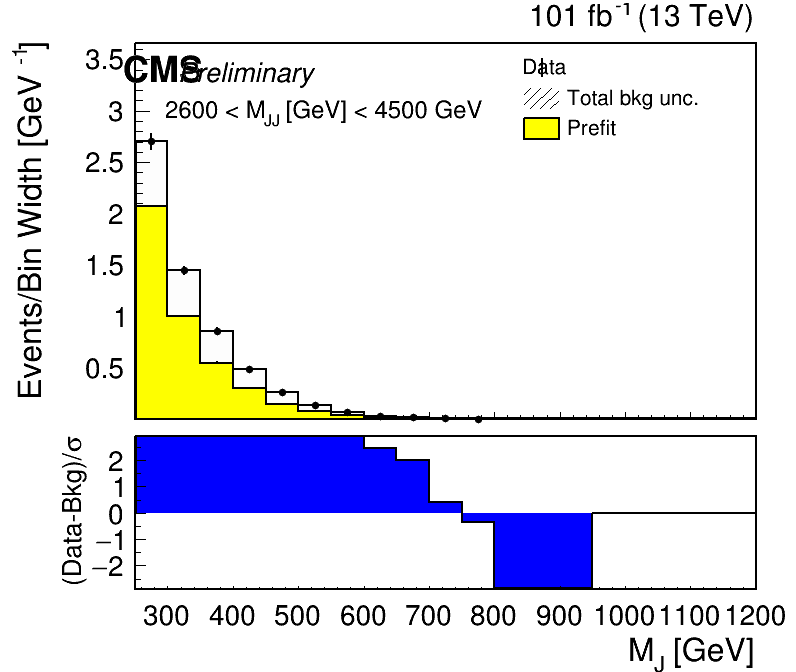 101 fb⁻¹ (13 TeV)
CMS Preliminary
2600 < M_JJ [GeV] < 4500 GeV
Data
Total bkg unc.
Prefit
Events/Bin Width [GeV⁻¹]
3.5
3
2.5
2
1.5
1
0.5
(Data-Bkg)/σ
2
1
0
−1
−2
300 400 500 600 700 800 900 1000 1100 1200
M_J [GeV]